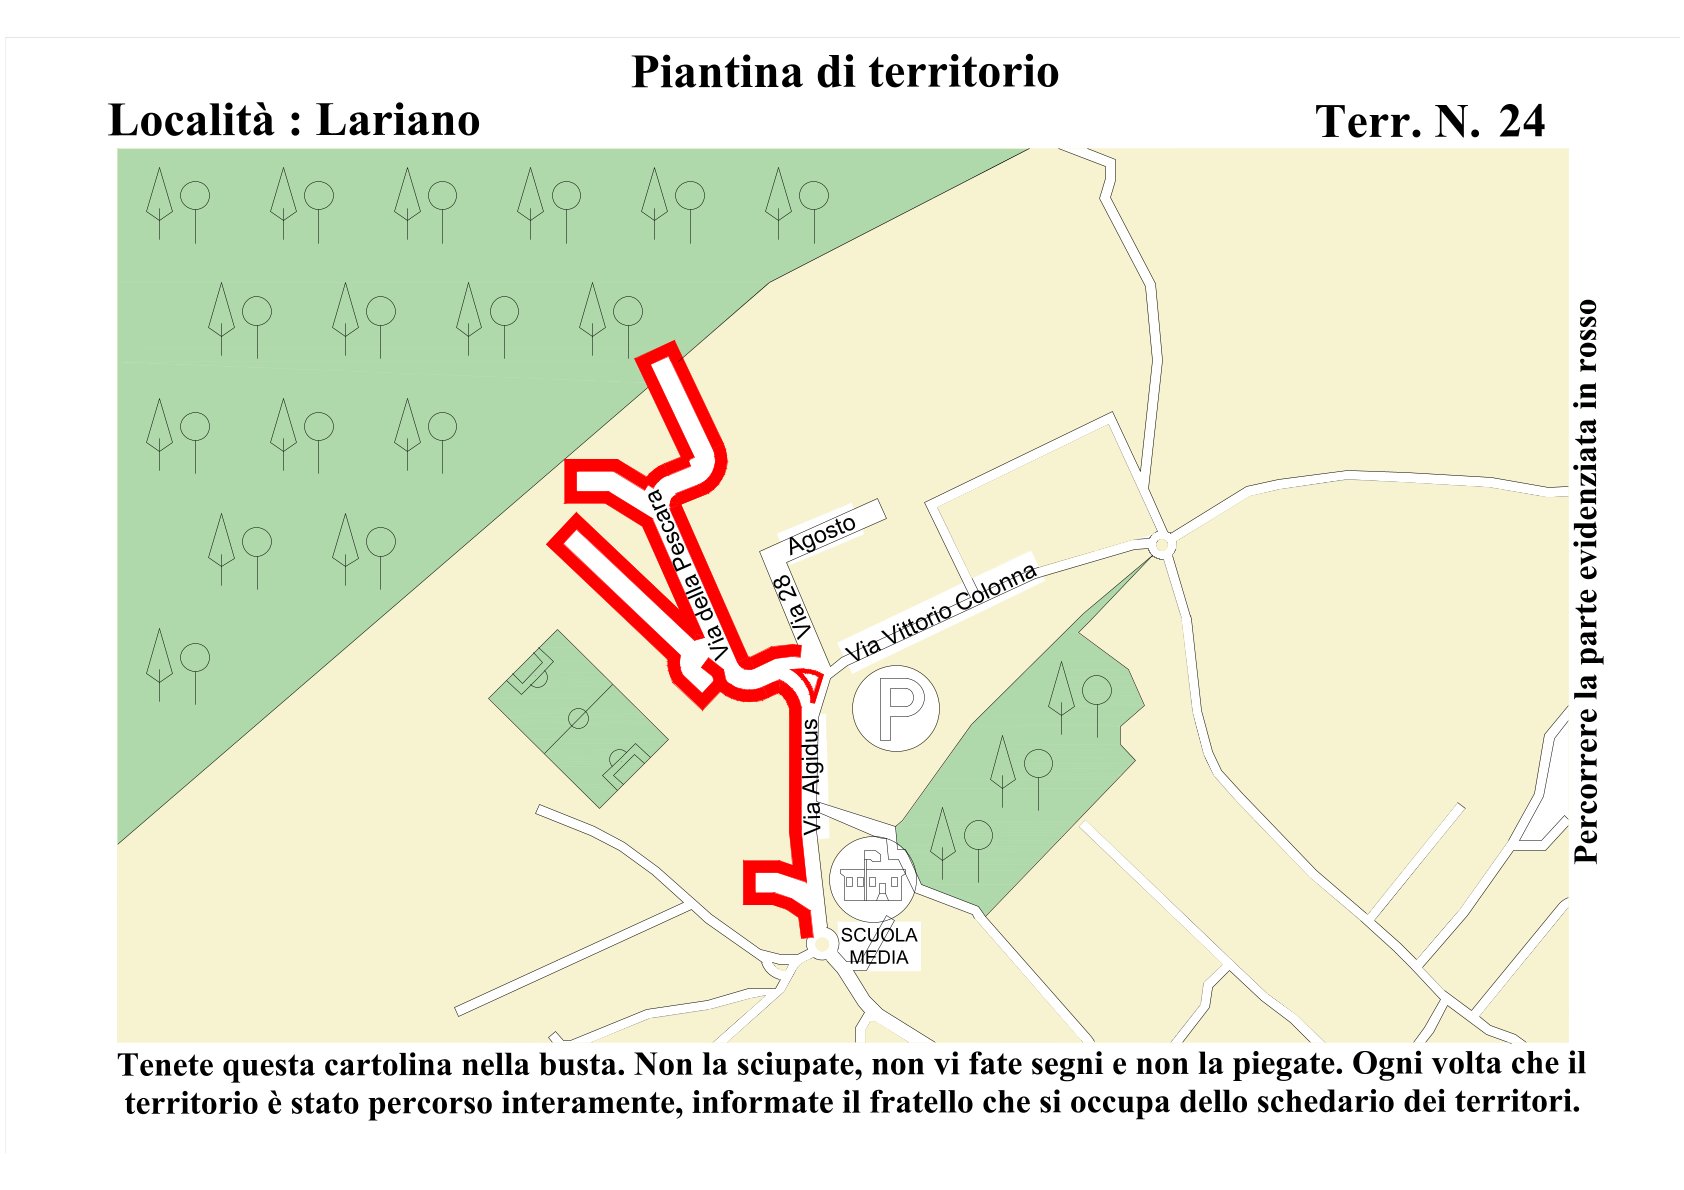 Piantina di territorio
Località : Lariano
Terr. N. 24
Via della Pescara
Agosto
Via 28
Via Vittorio Colonna
P
Via Algidus
SCUOLA
MEDIA
Percorrere la parte evidenziata in rosso
Tenete questa cartolina nella busta. Non la sciupate, non vi fate segni e non la piegate. Ogni volta che il
territorio è stato percorso interamente, informate il fratello che si occupa dello schedario dei territori.